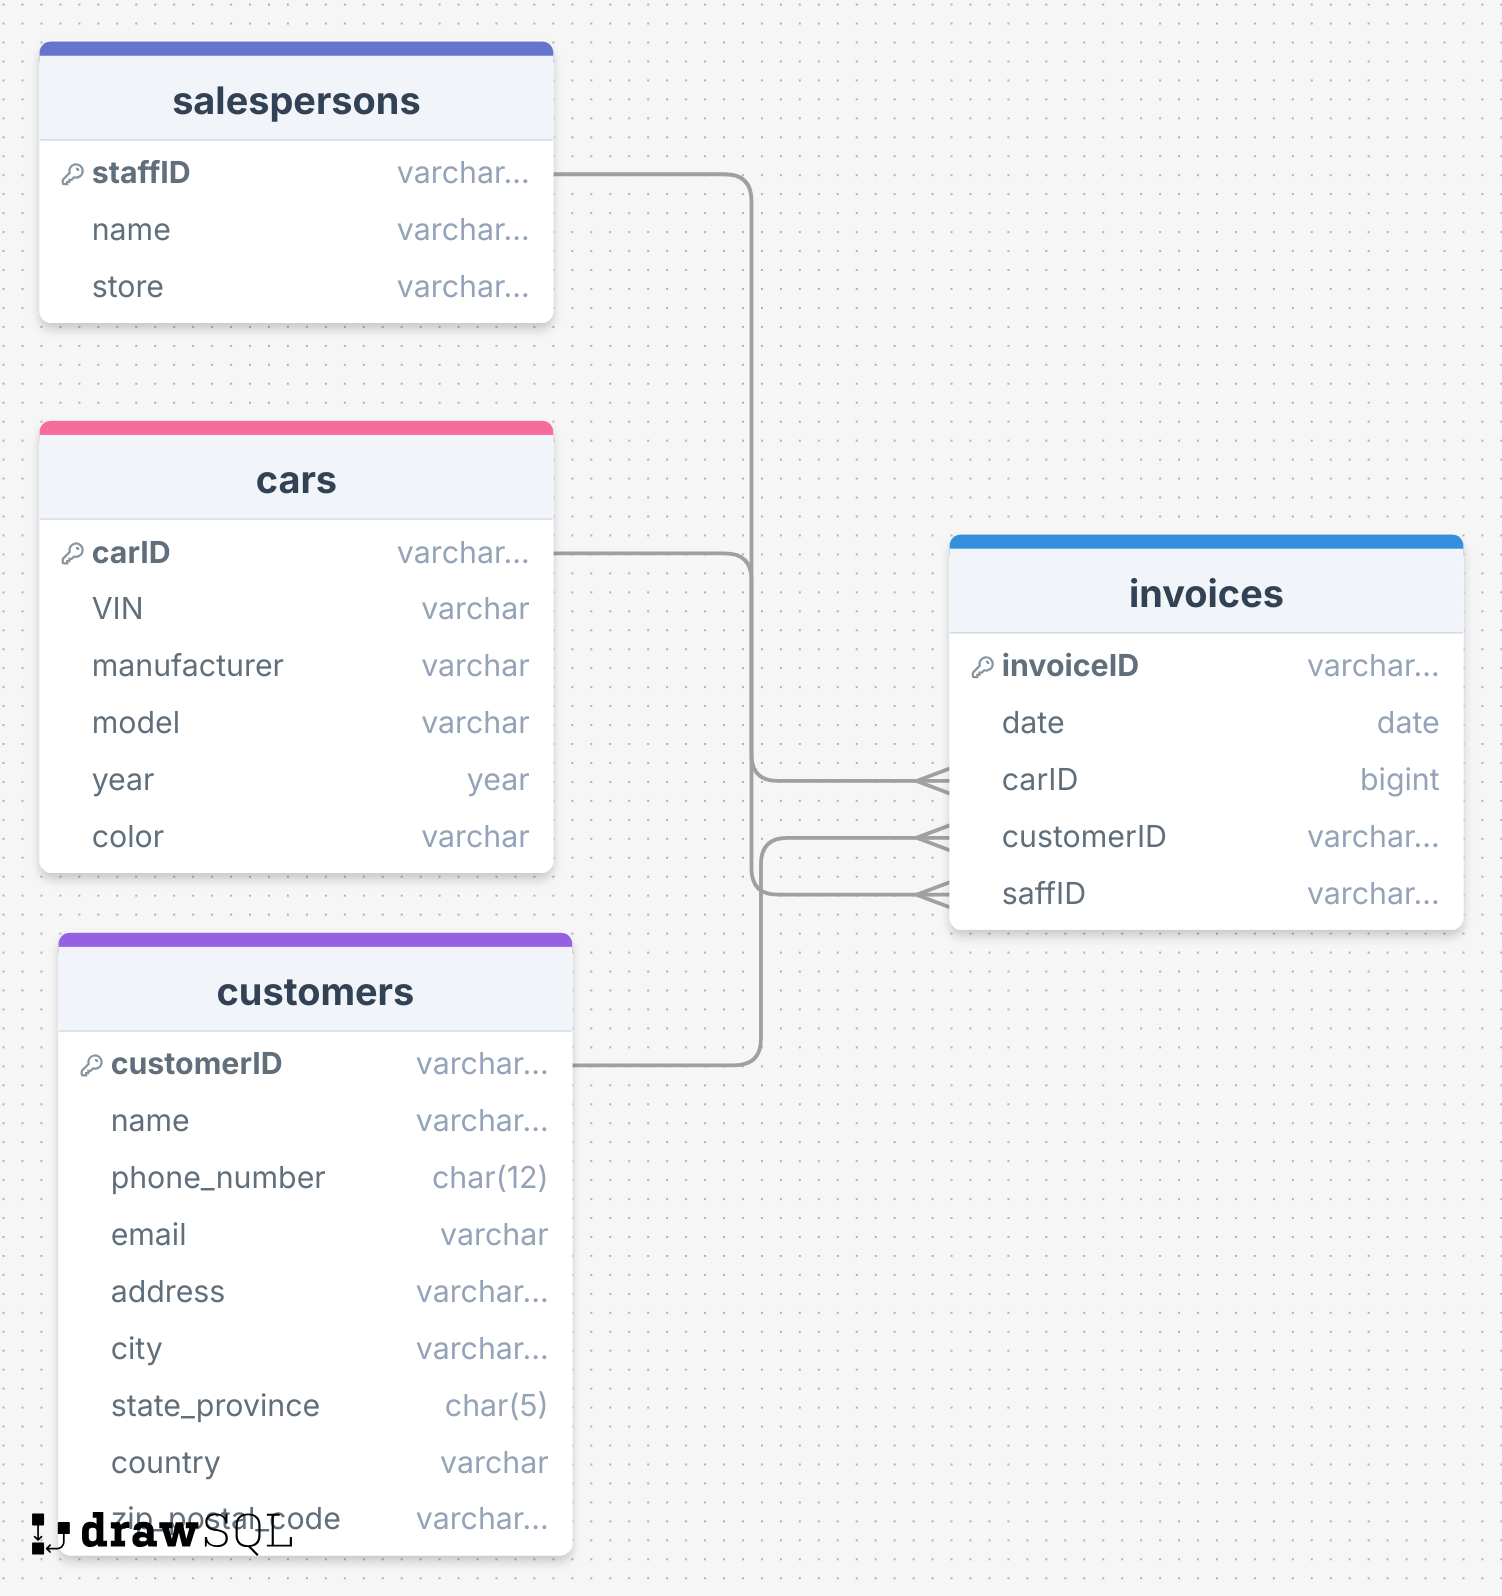 salespersons
staffID varchar...
name varchar...
store varchar...
cars
carID varchar...
VIN varchar
manufacturer varchar
model varchar
year year
color varchar
invoices
invoiceID varchar...
date date
carID bigint
customerID varchar...
saffID varchar...
customers
customerID varchar...
name varchar...
phone_number char(12)
email varchar
address varchar...
city varchar...
state_province char(5)
country varchar
zip_postal_code varchar...
drawSQL